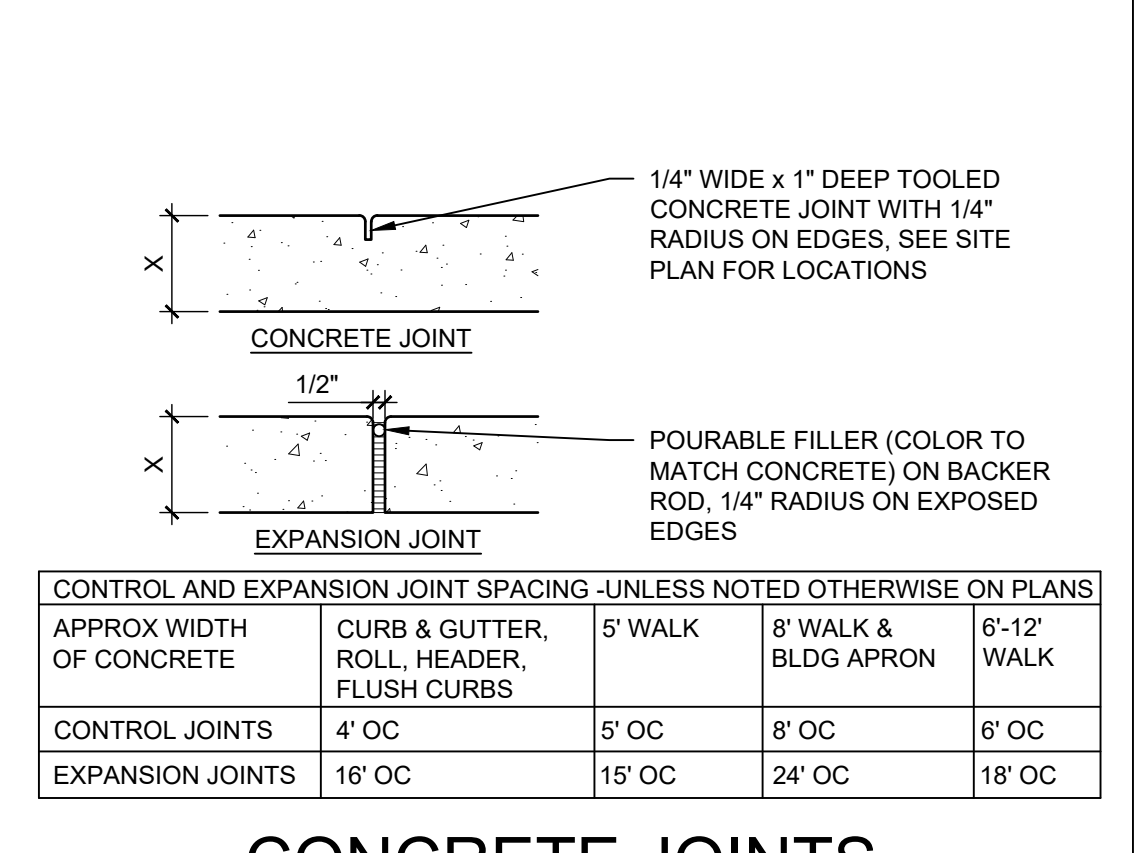 1/4" WIDE x 1" DEEP TOOLED
CONCRETE JOINT WITH 1/4"
RADIUS ON EDGES, SEE SITE
PLAN FOR LOCATIONS
X
CONCRETE JOINT
1/2"
POURABLE FILLER (COLOR TO
MATCH CONCRETE) ON BACKER
ROD, 1/4" RADIUS ON EXPOSED
EDGES
X
EXPANSION JOINT
CONTROL AND EXPANSION JOINT SPACING -UNLESS NOTED OTHERWISE ON PLANS
APPROX WIDTH
OF CONCRETE
CURB & GUTTER,
ROLL, HEADER,
FLUSH CURBS
5' WALK
8' WALK &
BLDG APRON
6'-12'
WALK
CONTROL JOINTS 4' OC 5' OC 8' OC 6' OC
EXPANSION JOINTS 16' OC 15' OC 24' OC 18' OC
CONCRETE JOINTS